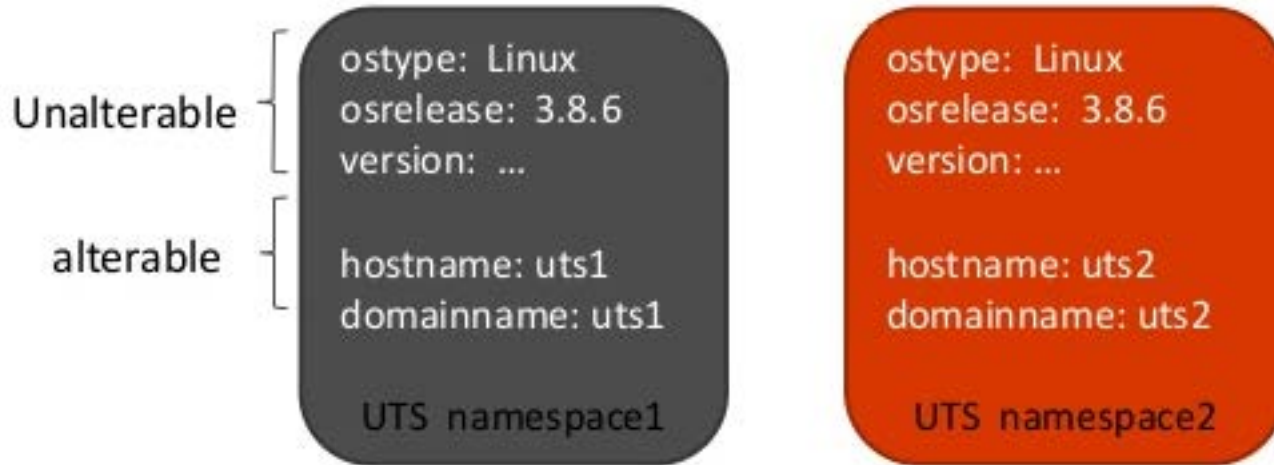 Unalterable
alterable
ostype: Linux
osrelease: 3.8.6
version: ...
hostname: uts1
domainname: uts1
UTS namespace1
ostype: Linux
osrelease: 3.8.6
version: ...
hostname: uts2
domainname: uts2
UTS namespace2